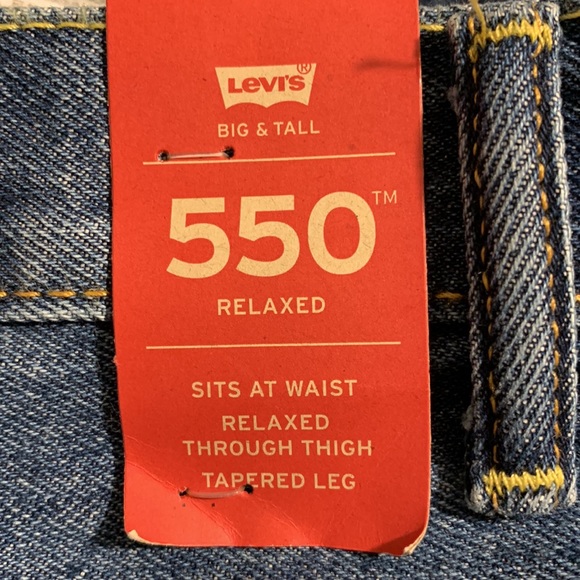 Levi's®
BIG & TALL
550™
RELAXED
SITS AT WAIST
RELAXED
THROUGH THIGH
TAPERED LEG